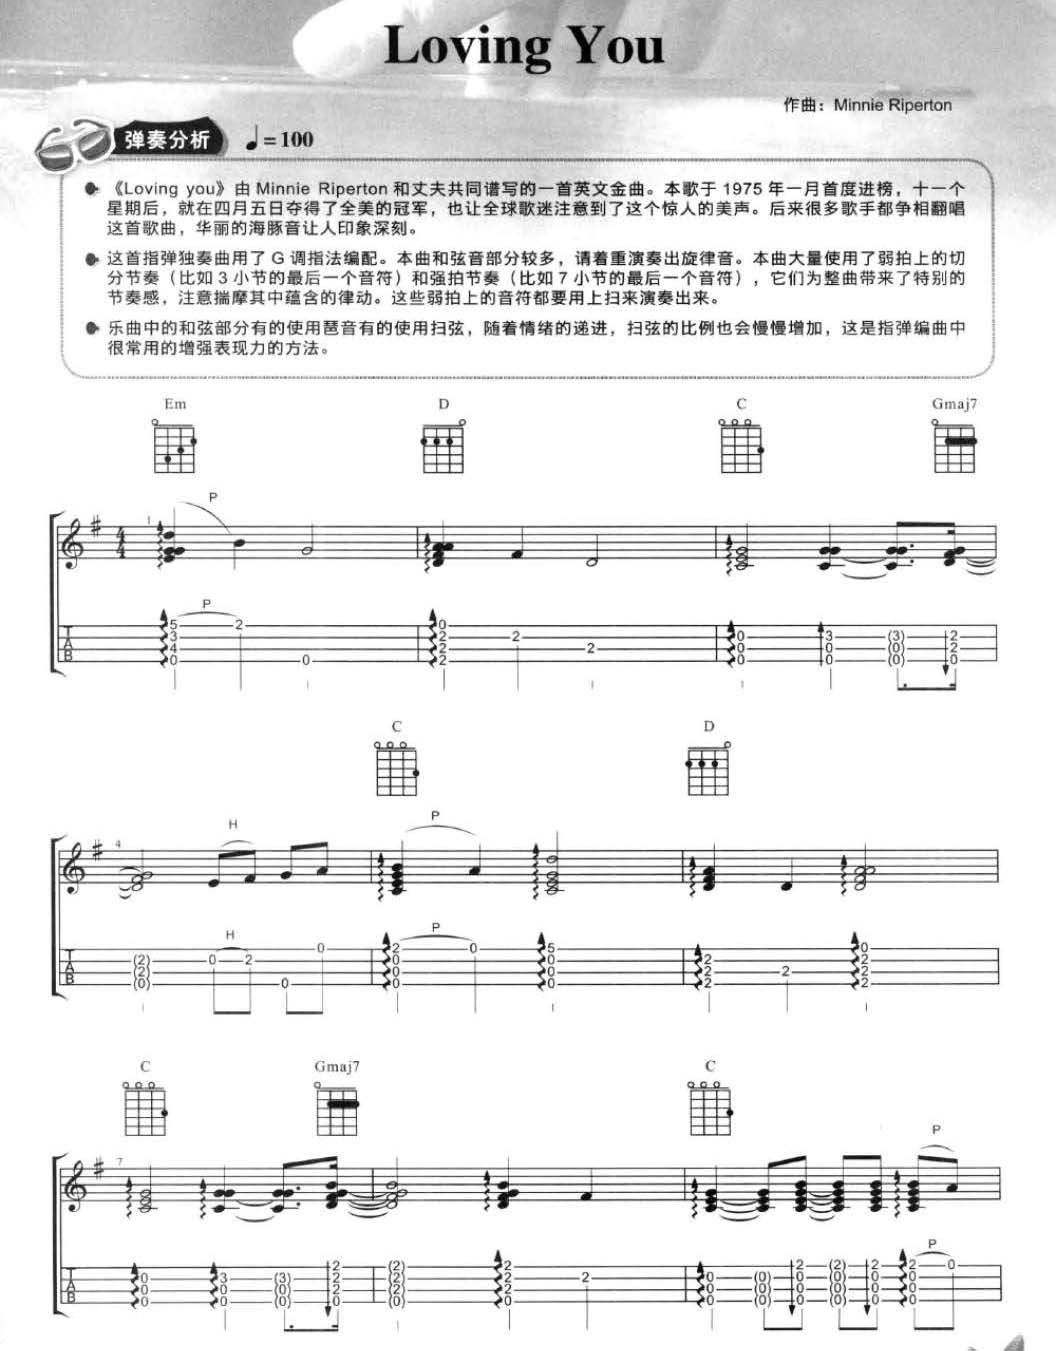 Loving You
作曲：Minnie Riperton
弹奏分析 ♩=100
《Loving you》由 Minnie Riperton 和丈夫共同谱写的一首英文金曲。本歌于 1975 年一月首度进榜，十一个
星期后，就在四月五日夺得了全美的冠军，也让全球歌迷注意到了这个惊人的美声。后来很多歌手都争相翻唱
这首歌曲，华丽的海豚音让人印象深刻。
这首指弹独奏曲用了 G 调指法编配。本曲和弦音部分较多，请着重演奏出旋律音。本曲大量使用了弱拍上的切
分节奏（比如 3 小节的最后一个音符）和强拍节奏（比如 7 小节的最后一个音符），它们为整曲带来了特别的
节奏感，注意揣摩其中蕴含的律动。这些弱拍上的音符都要用上扫来演奏出来。
乐曲中的和弦部分有的使用琶音有的使用扫弦，随着情绪的递进，扫弦的比例也会慢慢增加，这是指弹编曲中
很常用的增强表现力的方法。
Em D C Gmaj7
P
1
4
4
P
T 5 2 0 0 3 (3) 2
A 3 2 2 0 0 (0) 2
B 4 2 2 0 0 (0) 0
0 0 2
C D
P
H
4
H P
T 0 2 0 5 0
A (2) 0 2 0 0 2 2
B (2) 0 0 2 2 2
(0) 0 0 0 2 2
C Gmaj7 C
P
7
P
T 2 (2) 2 2 (2) 2 2 0
A 0 3 (3) 2 (2) 2 2 0 (0) 0 (0) 0 0
B 0 0 (0) 2 (2) 2 0 (0) 0 (0) 0 0
0 0 (0) 0 (0) 0 0 (0) 0 (0) 0 0